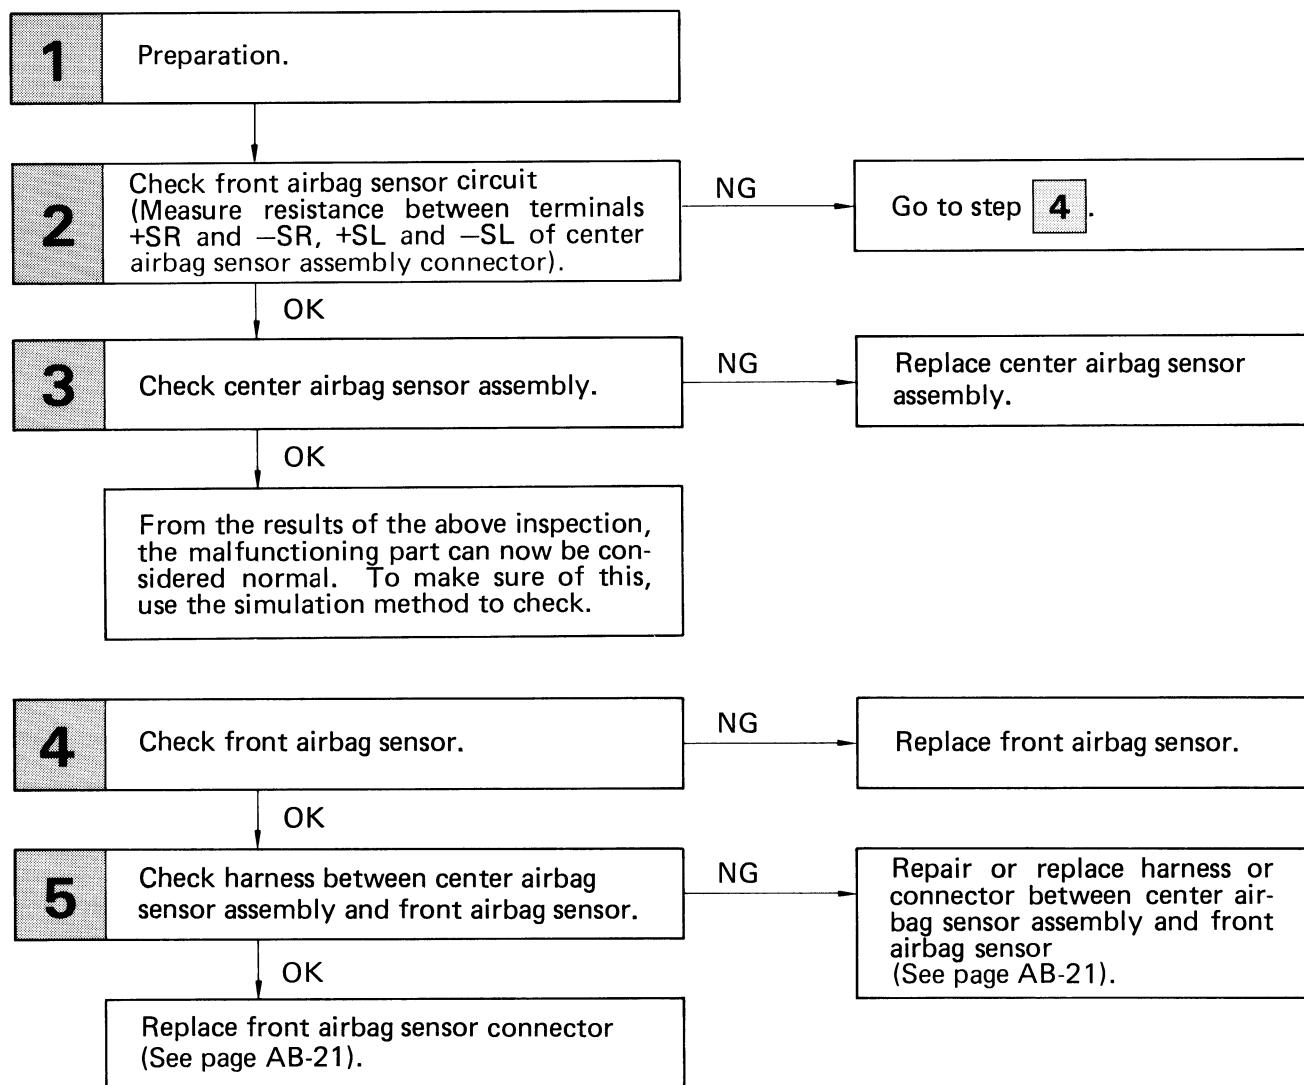 1
Preparation.
2
Check front airbag sensor circuit
(Measure resistance between terminals
+SR and —SR, +SL and —SL of center
airbag sensor assembly connector).
NG
Go to step 4 .
OK
3
Check center airbag sensor assembly.
NG
Replace center airbag sensor
assembly.
OK
From the results of the above inspection,
the malfunctioning part can now be con-
sidered normal. To make sure of this,
use the simulation method to check.
4
Check front airbag sensor.
NG
Replace front airbag sensor.
OK
5
Check harness between center airbag
sensor assembly and front airbag sensor.
NG
Repair or replace harness or
connector between center air-
bag sensor assembly and front
airbag sensor
(See page AB-21).
OK
Replace front airbag sensor connector
(See page AB-21).